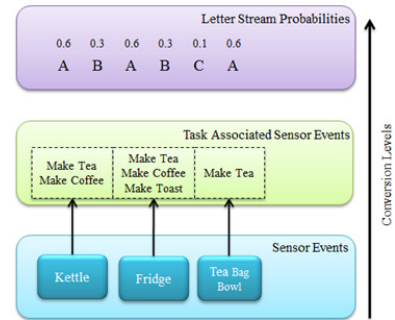 Letter Stream Probabilities
0.6 0.3 0.6 0.3 0.1 0.6
A B A B C A
Task Associated Sensor Events
Make Tea
Make Coffee
Make Tea
Make Coffee
Make Toast
Make Tea
Sensor Events
Kettle
Fridge
Tea Bag
Bowl
Conversion Levels